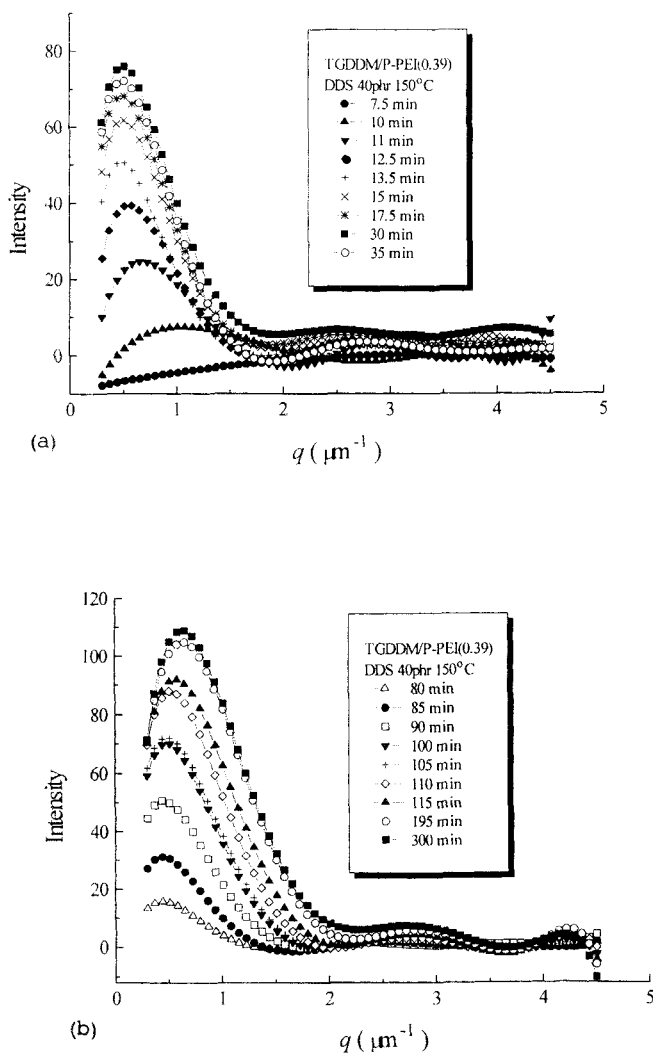 80
60
40
20
0
Intensity
TGDDM/P-PEI(0.39)
DDS 40phr 150°C
7.5 min
10 min
11 min
12.5 min
13.5 min
15 min
17.5 min
30 min
35 min
0 1 2 3 4 5
(a)
q ( μm⁻¹ )
120
100
80
60
40
20
0
Intensity
TGDDM/P-PEI(0.39)
DDS 40phr 150°C
80 min
85 min
90 min
100 min
105 min
110 min
115 min
195 min
300 min
0 1 2 3 4 5
(b)
q ( μm⁻¹ )